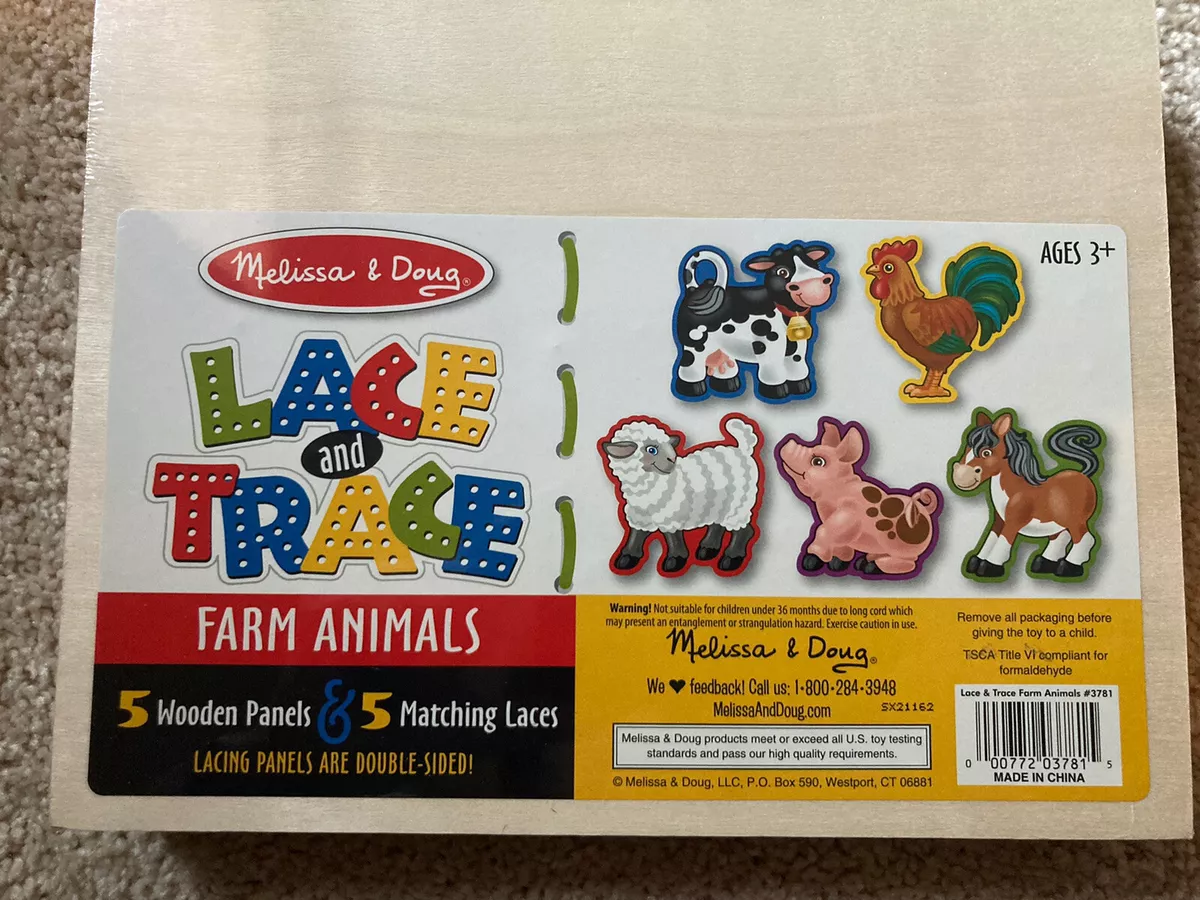 Melissa & Doug®
LACE
and
TRACE
FARM ANIMALS
5 Wooden Panels & 5 Matching Laces
LACING PANELS ARE DOUBLE-SIDED!
AGES 3+
Warning! Not suitable for children under 36 months due to long cord which
may present an entanglement or strangulation hazard. Exercise caution in use.
Melissa & Doug®
We ♥ feedback! Call us: 1•800•284•3948
MelissaAndDoug.com
SX21162
Melissa & Doug products meet or exceed all U.S. toy testing
standards and pass our high quality requirements.
© Melissa & Doug, LLC, P.O. Box 590, Westport, CT 06881
Remove all packaging before
giving the toy to a child.
TSCA Title VI compliant for
formaldehyde
Lace & Trace Farm Animals #3781
0 00772 03781 5
MADE IN CHINA